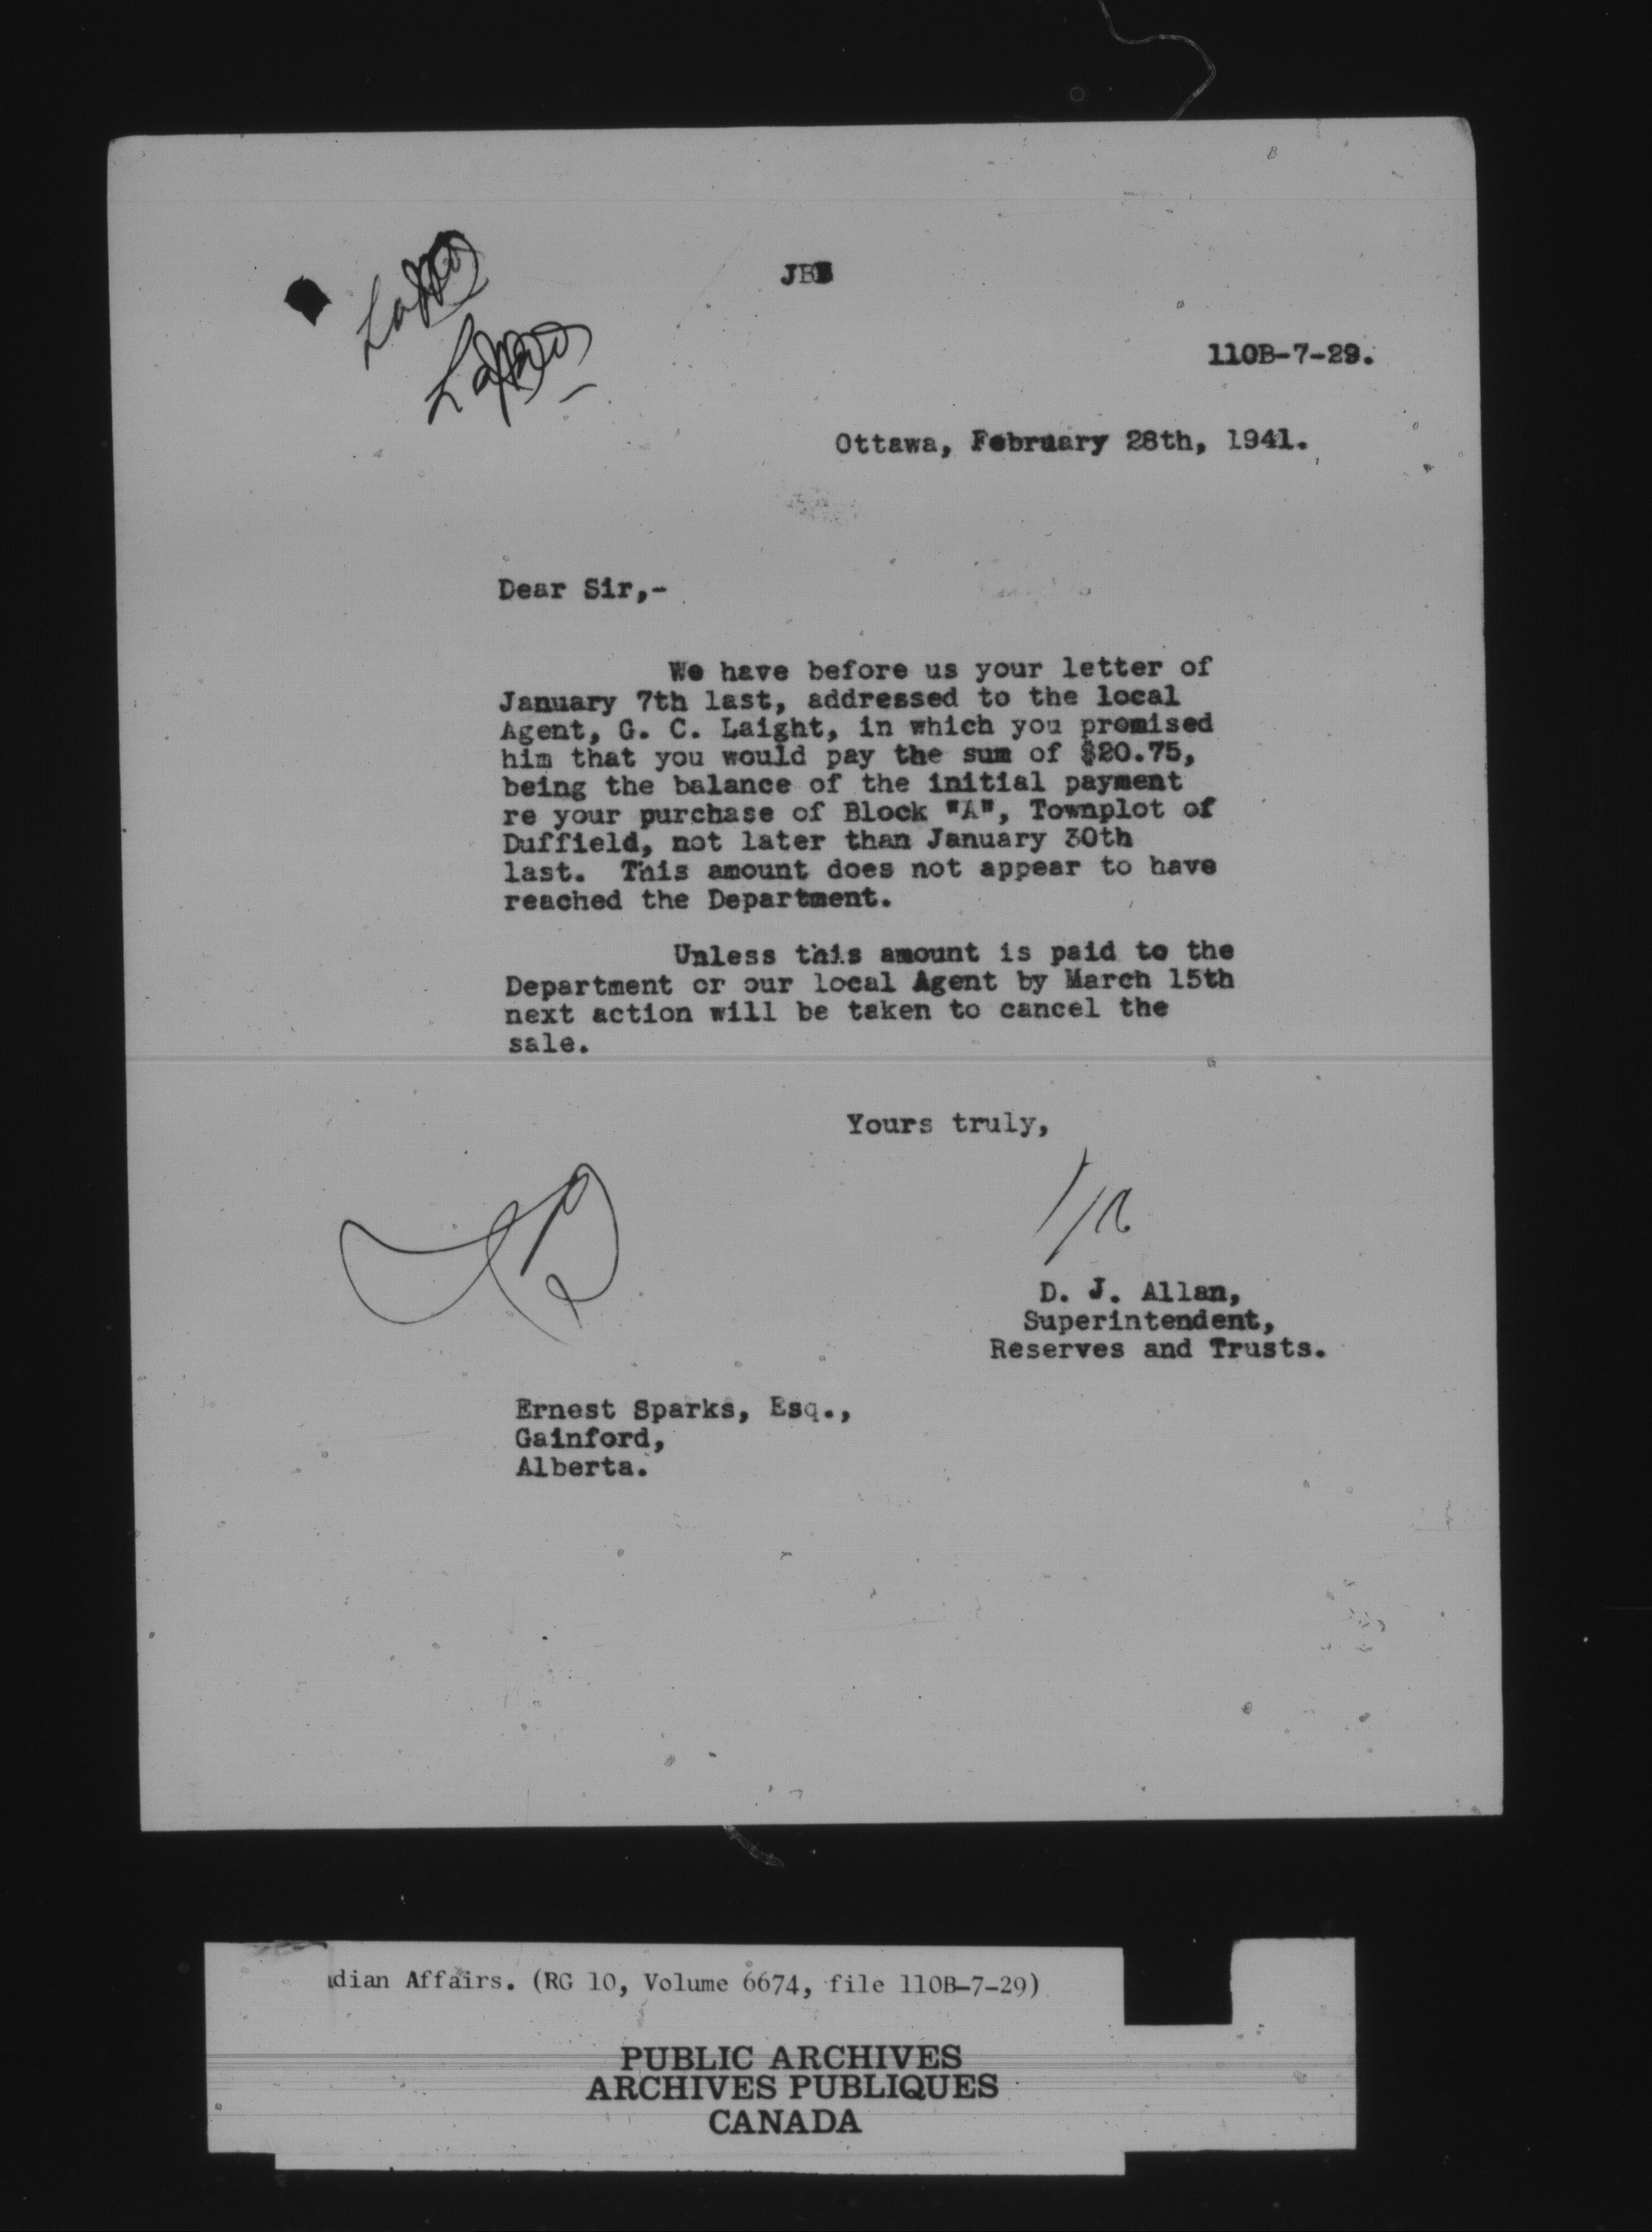 110B-7-29.
Ottawa, February 28th, 1941.
Dear Sir,-
We have before us your letter of
January 7th last, addressed to the local
Agent, G. C. Laight, in which you promised
him that you would pay the sum of $20.75,
being the balance of the initial payment
re your purchase of Block "A", Townplot of
Duffield, not later than January 30th
last. This amount does not appear to have
reached the Department.
Unless this amount is paid to the
Department or our local Agent by March 15th
next action will be taken to cancel the
sale.
Yours truly,
D. J. Allan,
Superintendent,
Reserves and Trusts.
Ernest Sparks, Esq.,
Gainford,
Alberta.
dian Affairs. (RG 10, Volume 6674, file 110B-7-29)
PUBLIC ARCHIVES
ARCHIVES PUBLIQUES
CANADA